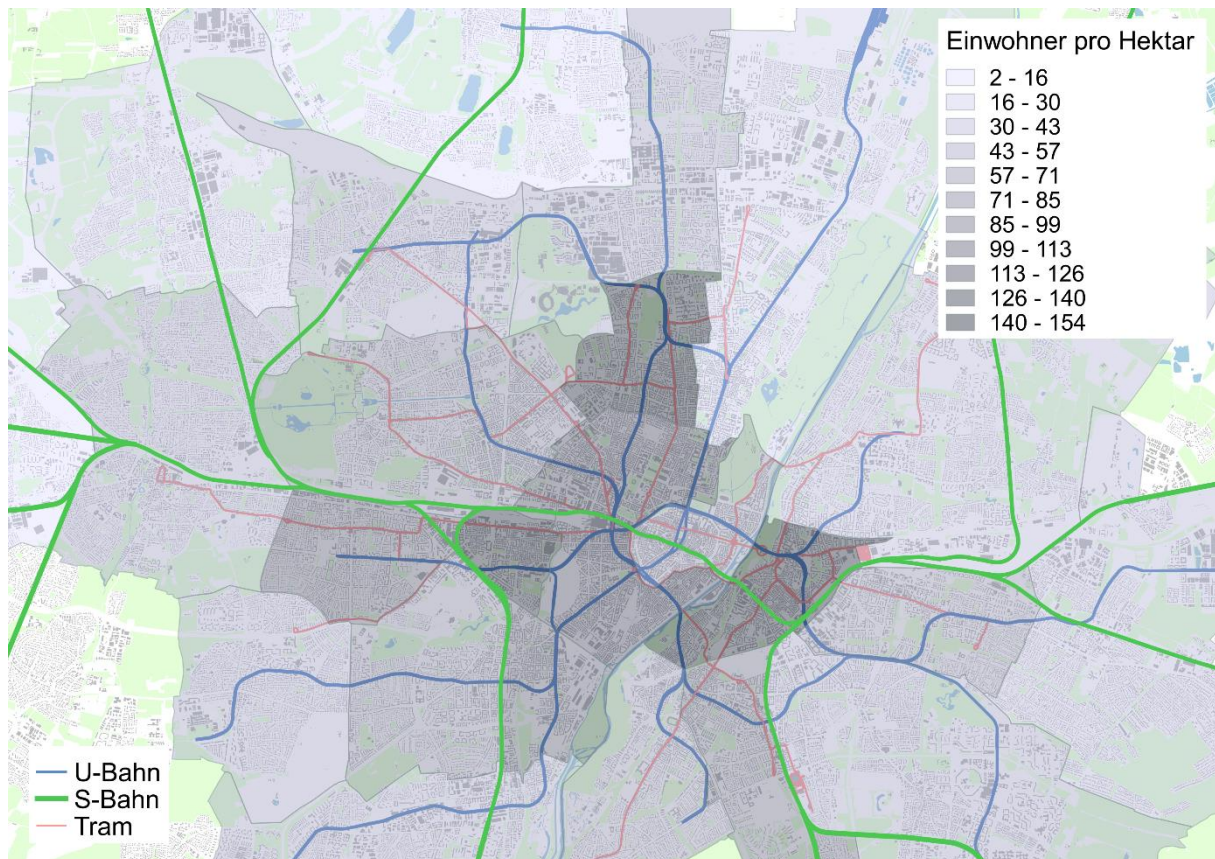 Einwohner pro Hektar
2 - 16
16 - 30
30 - 43
43 - 57
57 - 71
71 - 85
85 - 99
99 - 113
113 - 126
126 - 140
140 - 154
U-Bahn
S-Bahn
Tram